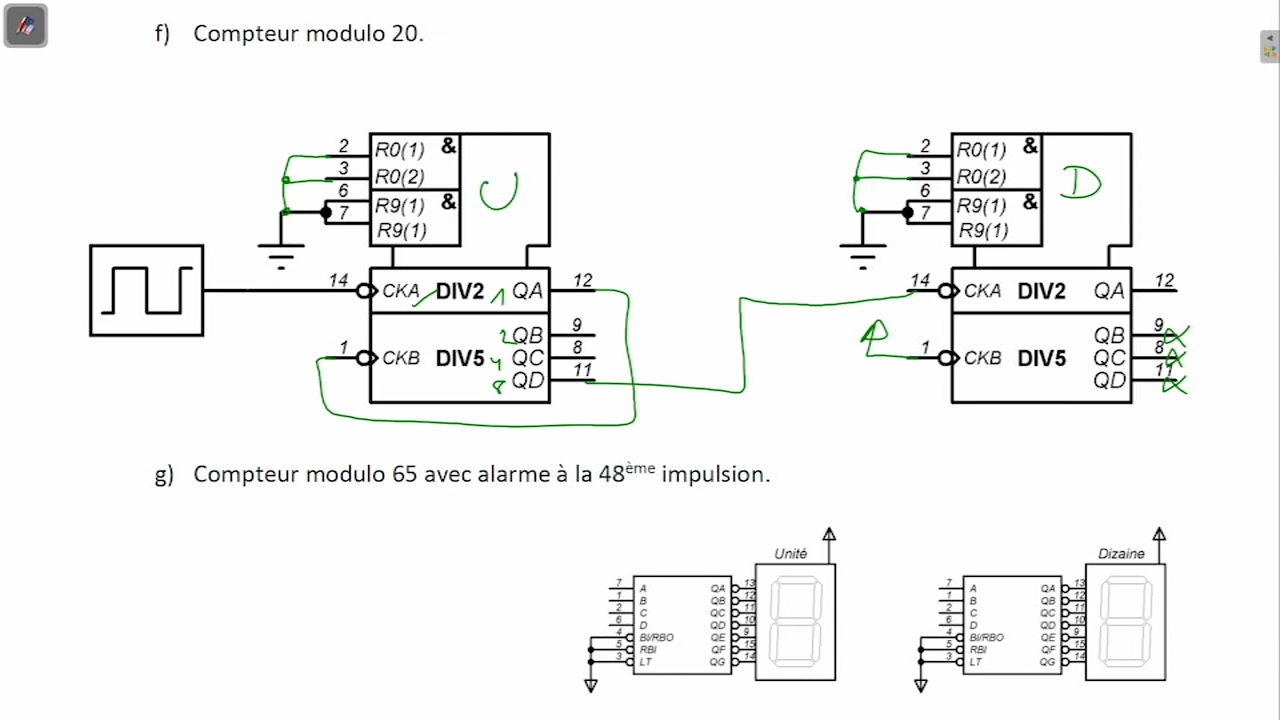 f) Compteur modulo 20.
2 R0(1) &
3 R0(2)
6 R9(1) &
7 R9(1)
U
14 CKA DIV2 1 QA 12
2 QB 9
1 CKB DIV5 4 QC 8
8 QD 11
2 R0(1) &
3 R0(2)
6 R9(1) &
7 R9(1)
D
14 CKA DIV2 QA 12
QB 9
1 CKB DIV5 QC 8
QD 11
g) Compteur modulo 65 avec alarme à la 48ème impulsion.
Unité
7 A QA 13
1 B QB 12
2 C QC 11
6 D QD 10
4 BI/RBO QE 9
5 RBI QF 15
3 LT QG 14
Dizaine
7 A QA 13
1 B QB 12
2 C QC 11
6 D QD 10
4 BI/RBO QE 9
5 RBI QF 15
3 LT QG 14